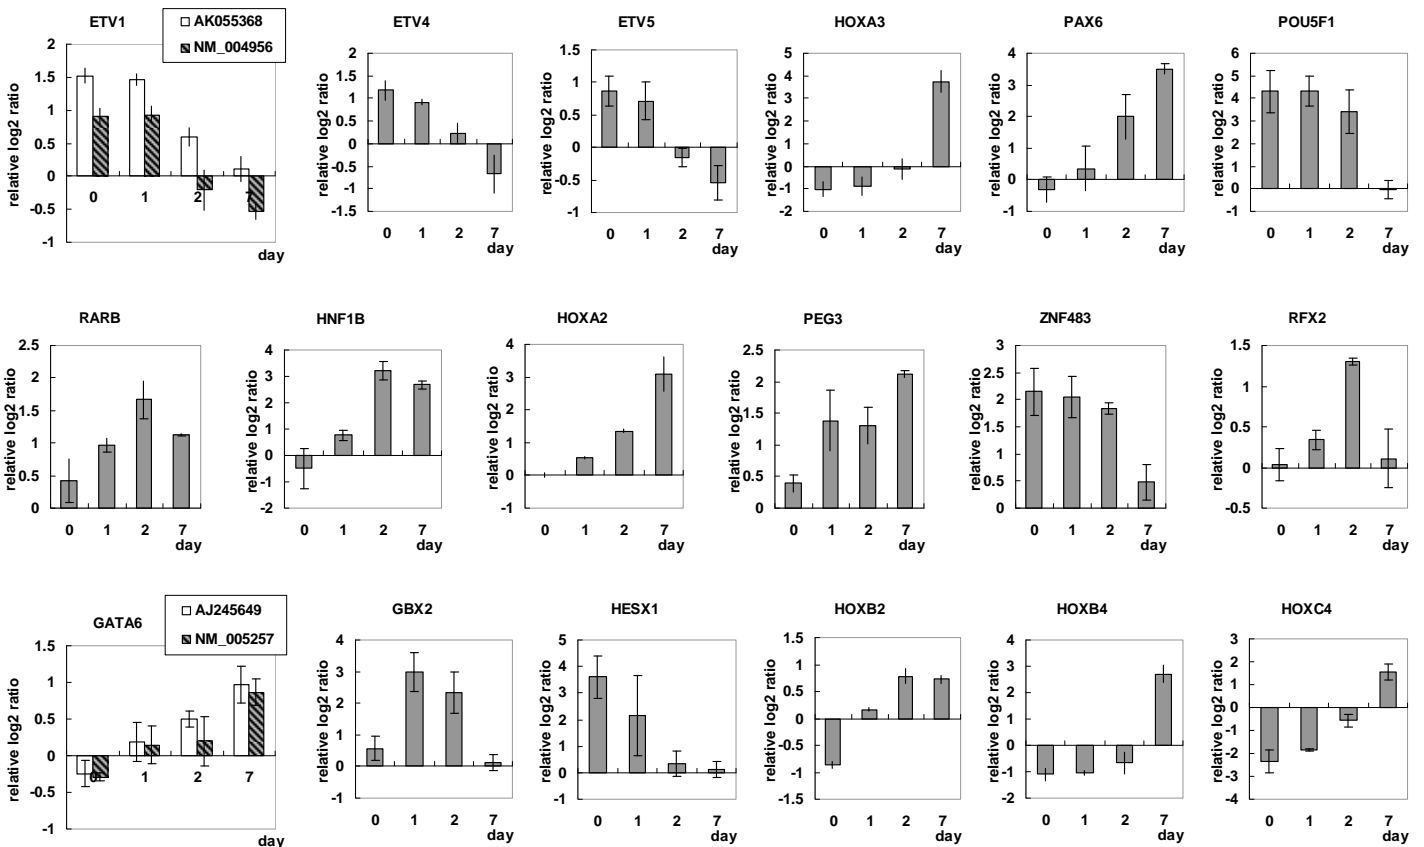 ETV1
AK055368
NM_004956
relative log2 ratio
2
1.5
1
0.5
0
-0.5
-1
0 1 2 7
day
ETV4
relative log2 ratio
2
1.5
1
0.5
0
-0.5
-1
-1.5
0 1 2 7
day
ETV5
relative log2 ratio
1.5
1
0.5
0
-0.5
-1
0 1 2 7
day
HOXA3
relative log2 ratio
5
4
3
2
1
0
-1
-2
0 1 2 7
day
PAX6
relative log2 ratio
4
3
2
1
0
-1
0 1 2 7
day
POU5F1
relative log2 ratio
6
5
4
3
2
1
0
-1
0 1 2 7
day
RARB
relative log2 ratio
2.5
2
1.5
1
0.5
0
0 1 2 7
day
HNF1B
relative log2 ratio
4
3
2
1
0
-1
-2
0 1 2 7
day
HOXA2
relative log2 ratio
4
3
2
1
0
-1
0 1 2 7
day
PEG3
relative log2 ratio
2.5
2
1.5
1
0.5
0
0 1 2 7
day
ZNF483
relative log2 ratio
3
2.5
2
1.5
1
0.5
0
0 1 2 7
day
RFX2
relative log2 ratio
1.5
1
0.5
0
-0.5
0 1 2 7
day
GATA6
AJ245649
NM_005257
relative log2 ratio
1.5
1
0.5
0
-0.5
-1
0 1 2 7
day
GBX2
relative log2 ratio
4
3
2
1
0
-1
0 1 2 7
day
HESX1
relative log2 ratio
5
4
3
2
1
0
-1
0 1 2 7
day
HOXB2
relative log2 ratio
1.5
1
0.5
0
-0.5
-1
-1.5
0 1 2 7
day
HOXB4
relative log2 ratio
4
3
2
1
0
-1
-2
0 1 2 7
day
HOXC4
relative log2 ratio
3
2
1
0
-1
-2
-3
-4
0 1 2 7
day